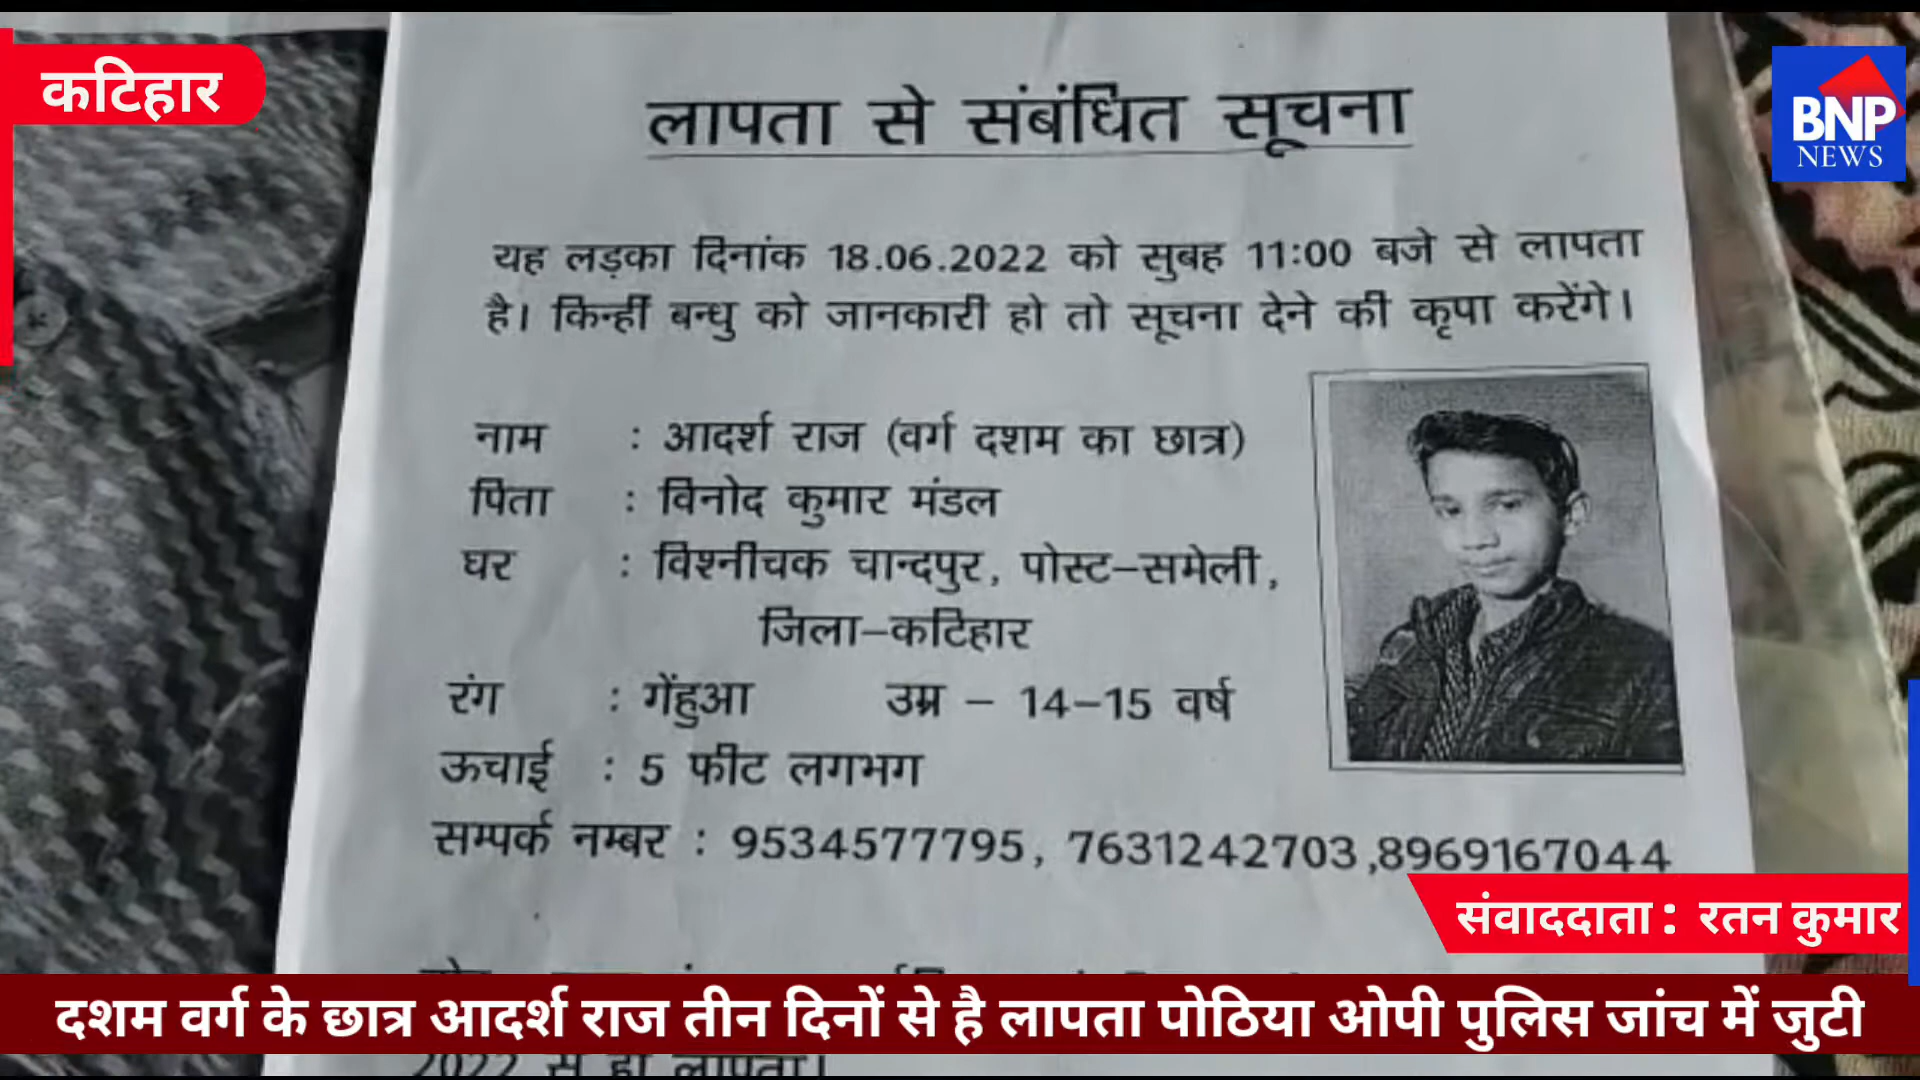 कटिहार
BNP
NEWS
लापता से संबंधित सूचना
यह लड़का दिनांक 18.06.2022 को सुबह 11:00 बजे से लापता
है। किन्हीं बन्धु को जानकारी हो तो सूचना देने की कृपा करेंगे।
नाम : आदर्श राज (वर्ग दशम का छात्र)
पिता : विनोद कुमार मंडल
घर : विश्नीचक चान्दपुर, पोस्ट–समेली,
जिला–कटिहार
रंग : गेंहुआ उम्र – 14–15 वर्ष
ऊचाई : 5 फीट लगभग
सम्पर्क नम्बर : 9534577795, 7631242703,8969167044
संवाददाता: रतन कुमार
दशम वर्ग के छात्र आदर्श राज तीन दिनों से है लापता पोठिया ओपी पुलिस जांच में जुटी
2022 से ही लापता।